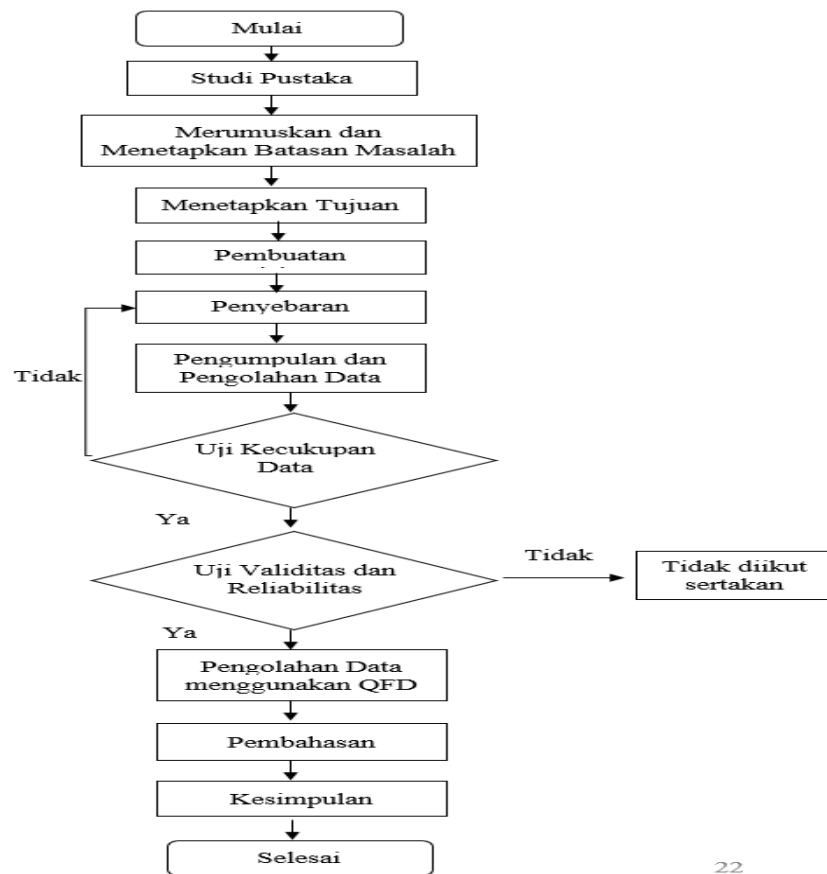 Mulai
Studi Pustaka
Merumuskan dan
Menetapkan Batasan Masalah
Menetapkan Tujuan
Pembuatan
Penyebaran
Pengumpulan dan
Pengolahan Data
Tidak
Uji Kecukupan
Data
Ya
Uji Validitas dan
Reliabilitas
Tidak
Tidak diikut
sertakan
Ya
Pengolahan Data
menggunakan QFD
Pembahasan
Kesimpulan
Selesai
22